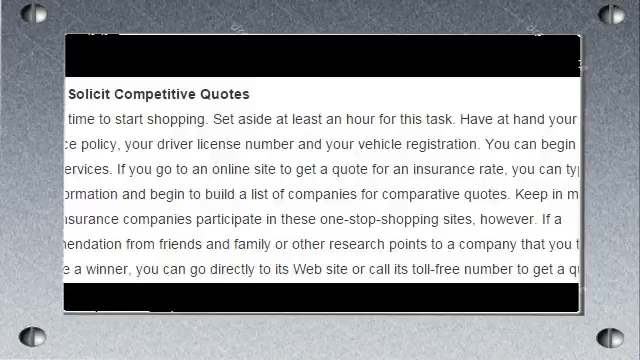 Solicit Competitive Quotes
time to start shopping. Set aside at least an hour for this task. Have at hand your
ce policy, your driver license number and your vehicle registration. You can begin
ervices. If you go to an online site to get a quote for an insurance rate, you can ty
ormation and begin to build a list of companies for comparative quotes. Keep in m
nsurance companies participate in these one-stop-shopping sites, however. If a
nendation from friends and family or other research points to a company that you t
e a winner, you can go directly to its Web site or call its toll-free number to get a q